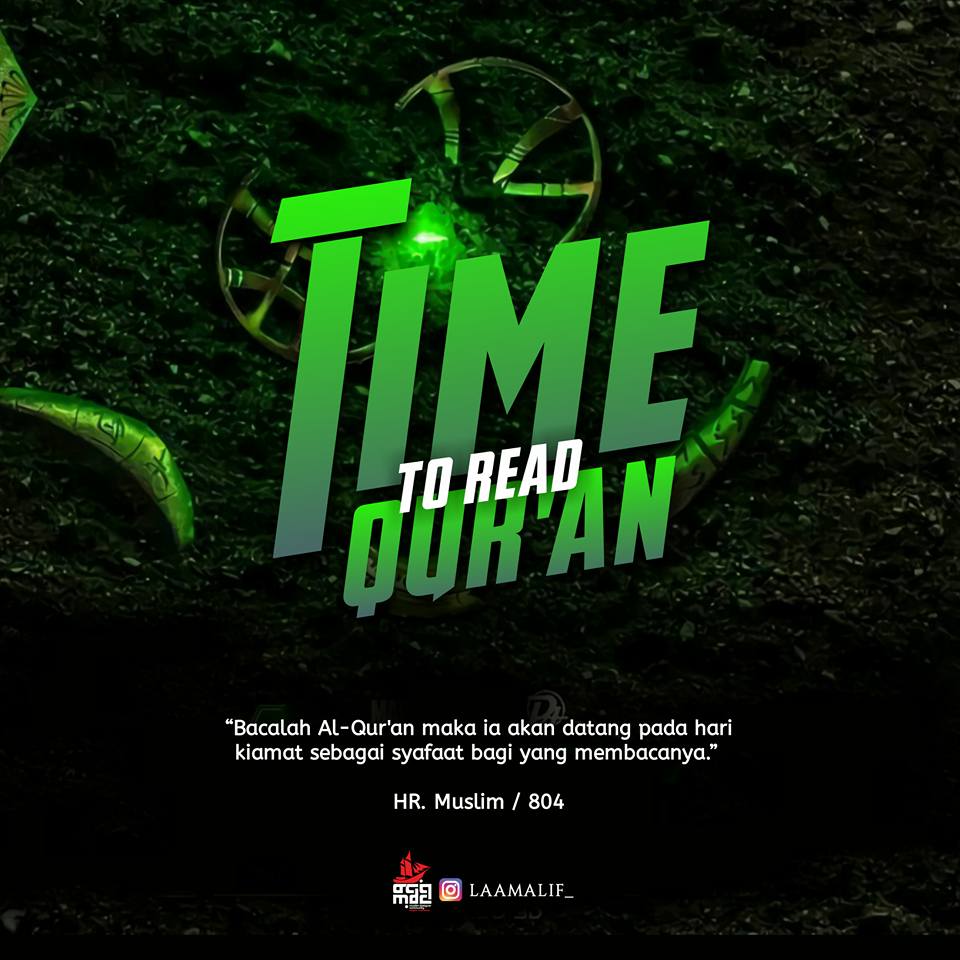 TIME
TO READ
QUR'AN
“Bacalah Al-Qur'an maka ia akan datang pada hari
kiamat sebagai syafaat bagi yang membacanya.”
HR. Muslim / 804
LAAMALIF_